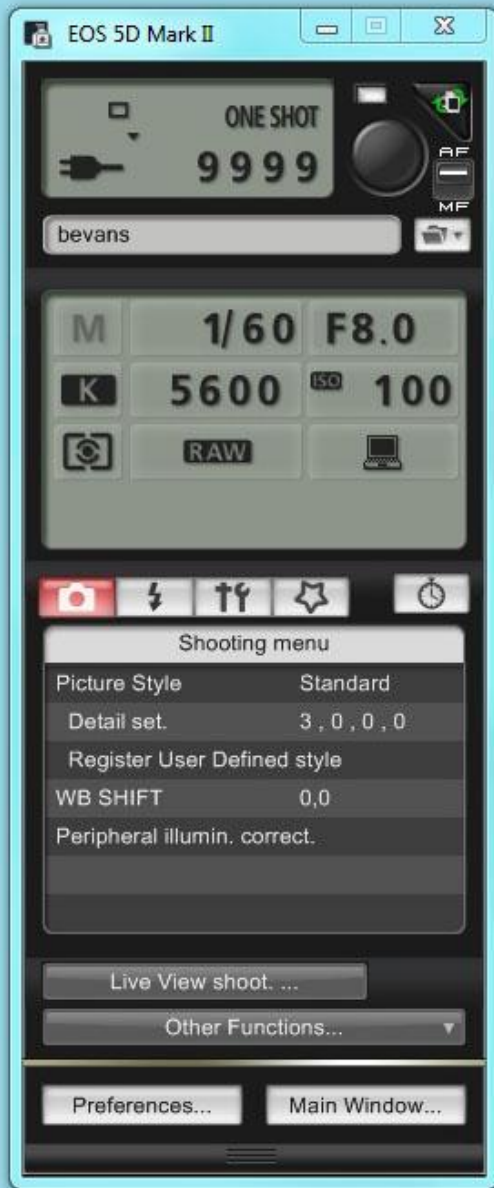 EOS 5D Mark II
ONE SHOT
9999
AF
MF
bevans
M 1/60 F8.0
K 5600 ISO 100
RAW
Shooting menu
Picture Style Standard
Detail set. 3 , 0 , 0 , 0
Register User Defined style
WB SHIFT 0,0
Peripheral illumin. correct.
Live View shoot. ...
Other Functions...
Preferences... Main Window...